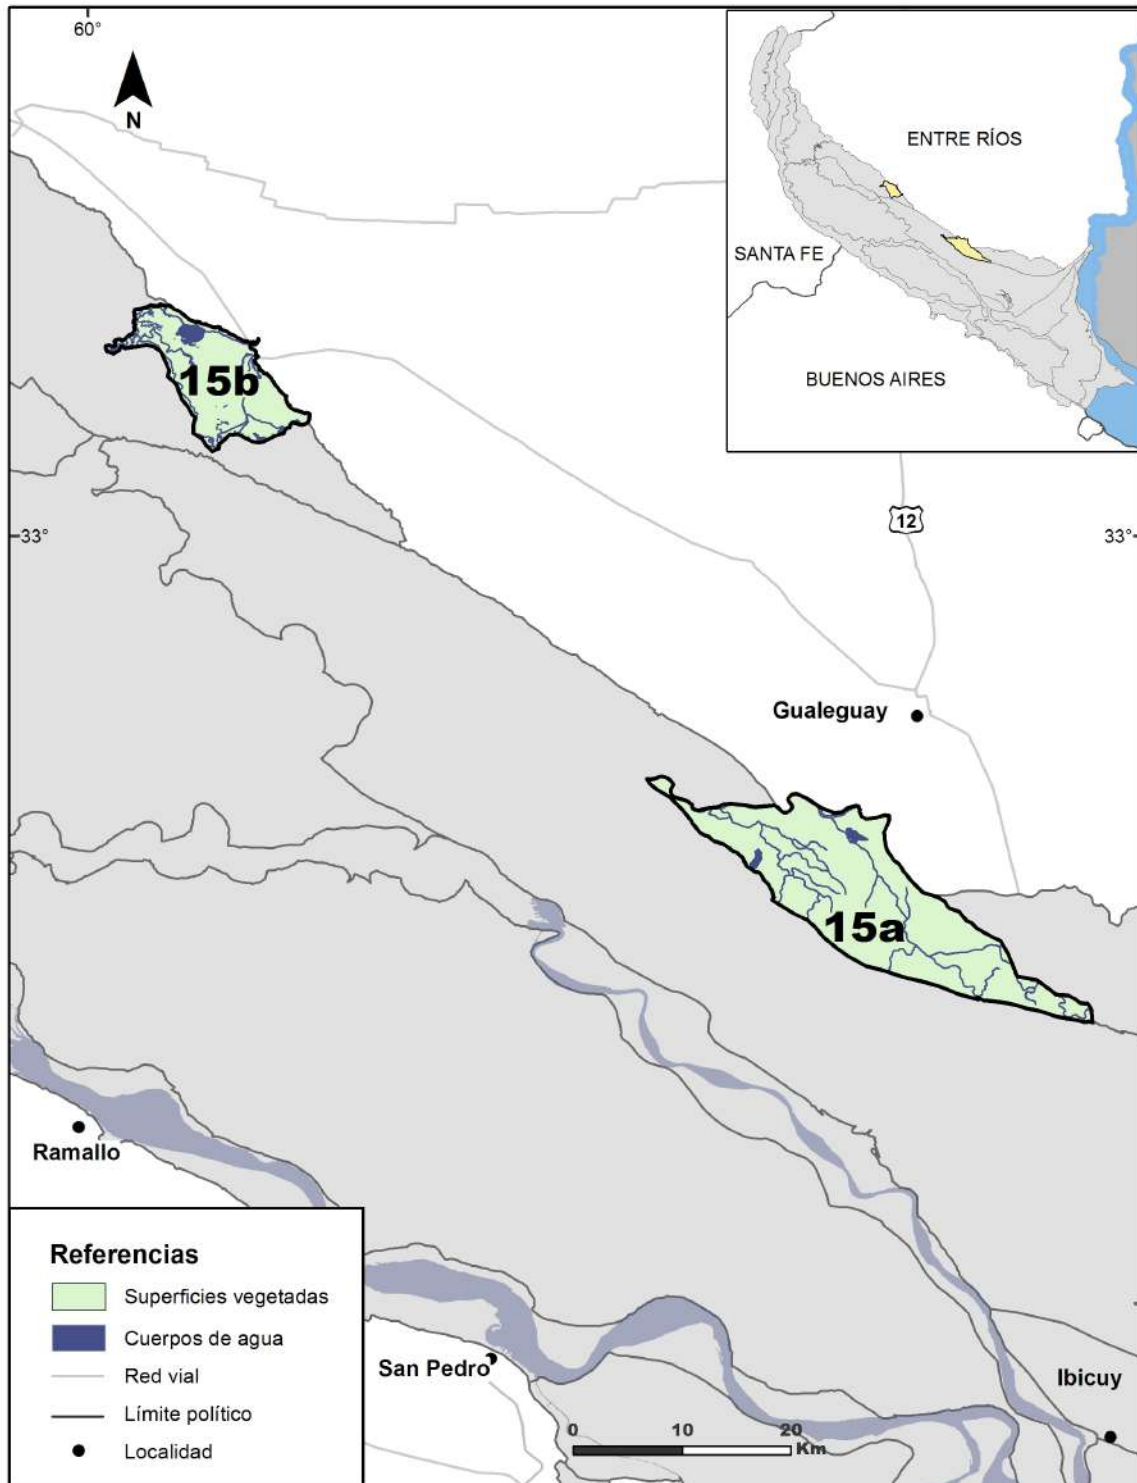 60°
N
ENTRE RÍOS
SANTA FE
BUENOS AIRES
15b
33°
33°
12
Gualeguay
15a
Ramallo
Referencias
Superficies vegetadas
Cuerpos de agua
Red vial
Límite político
Localidad
San Pedro
Ibicuy
0 10 20
Km